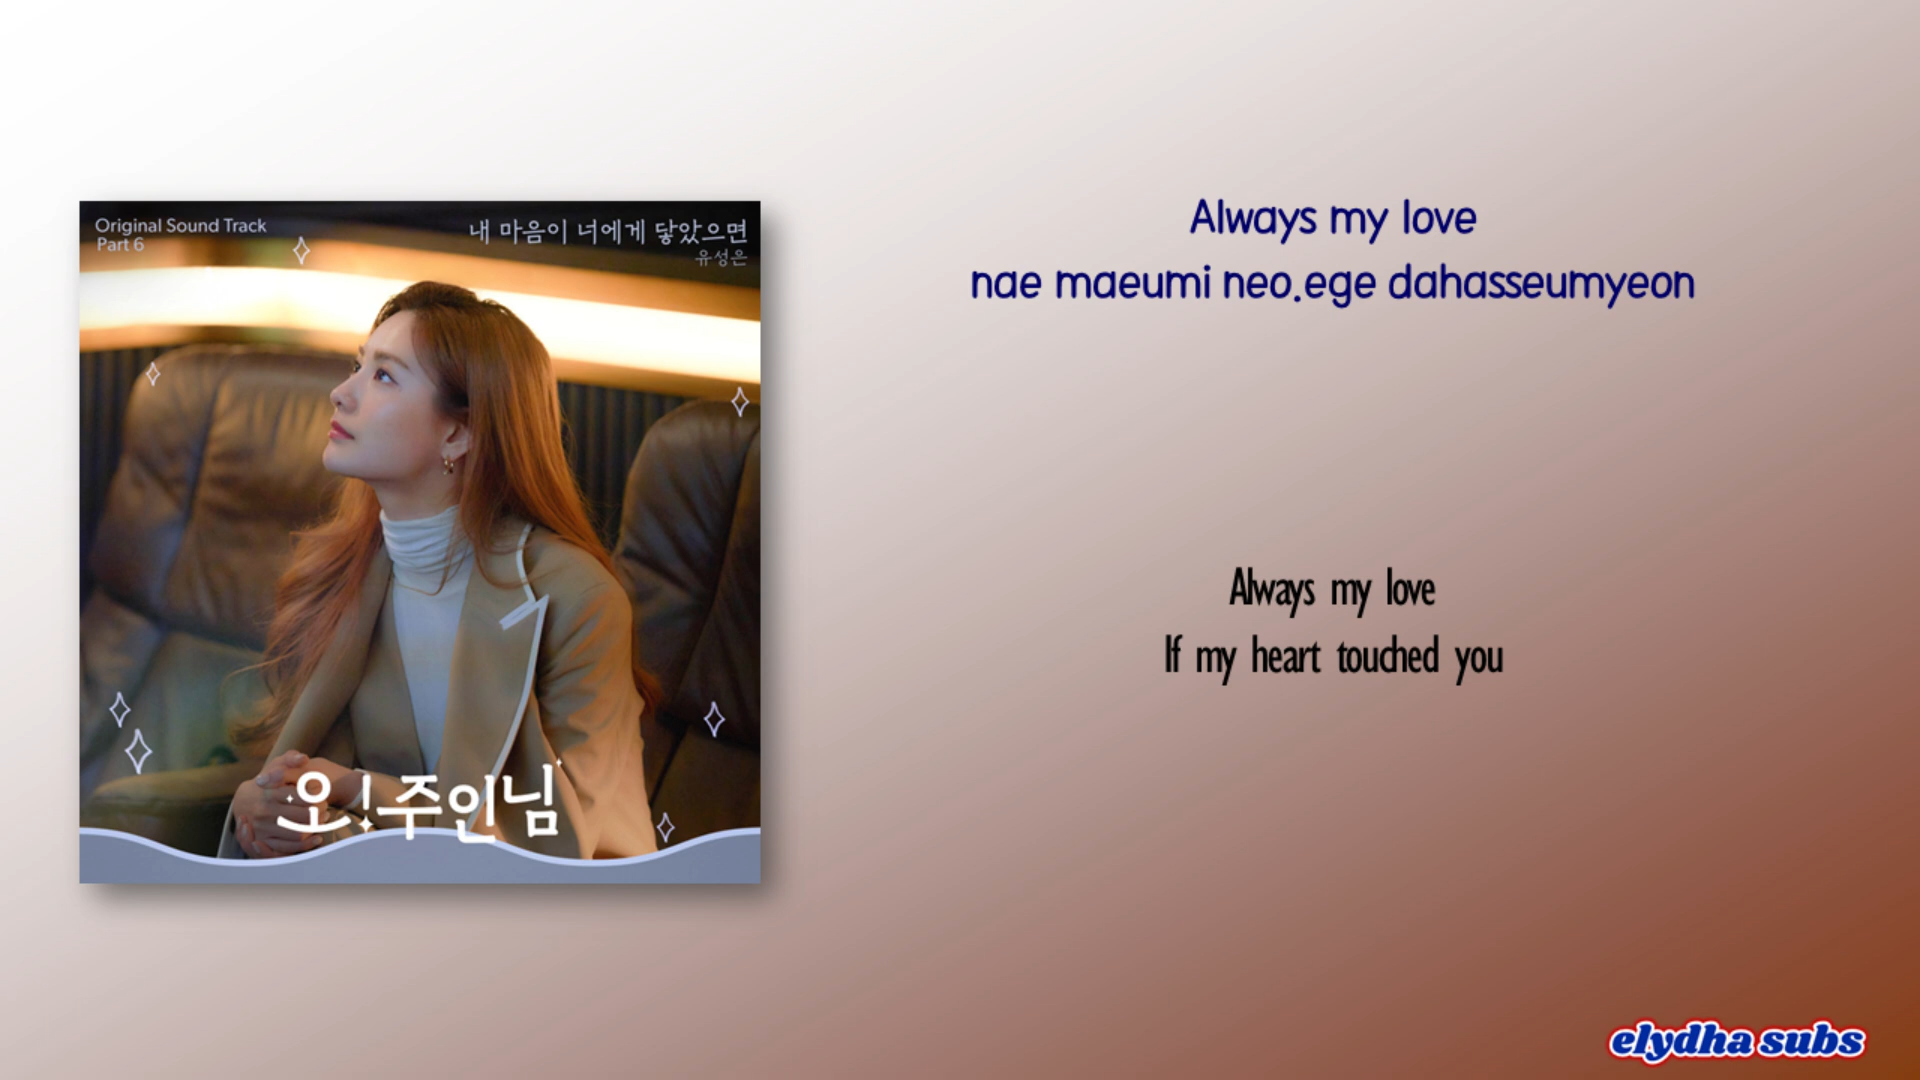 Original Sound Track
Part 6
내 마음이 너에게 닿았으면
유성은
오!주인님
Always my love
nae maeumi neo.ege dahasseumyeon
Always my love
If my heart touched you
elydha subs